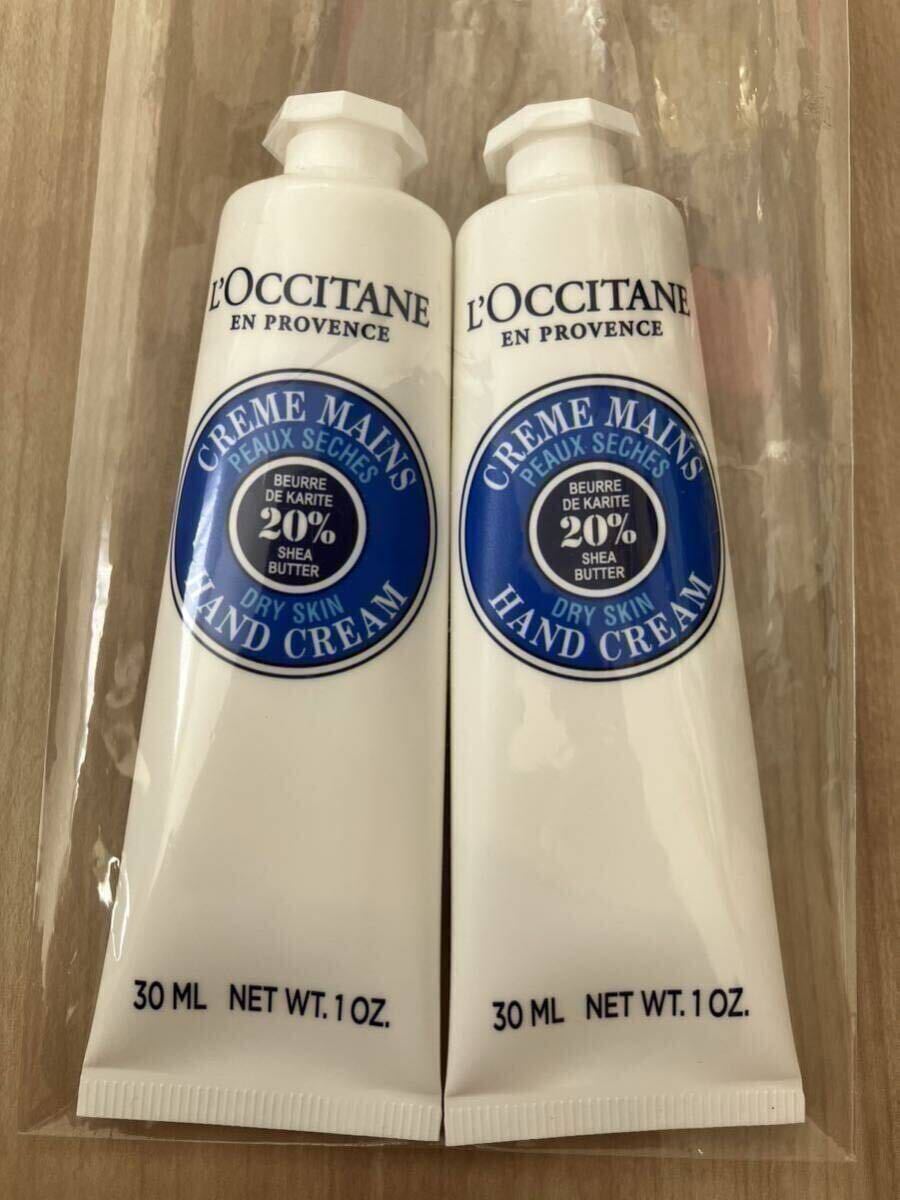 L'OCCITANE
EN PROVENCE
CREME MAINS
PEAUX SECHES
BEURRE
DE KARITE
20%
SHEA
BUTTER
DRY SKIN
HAND CREAM
30 ML NET WT. 1 OZ.
L'OCCITANE
EN PROVENCE
CREME MAINS
PEAUX SECHES
BEURRE
DE KARITE
20%
SHEA
BUTTER
DRY SKIN
HAND CREAM
30 ML NET WT. 1 OZ.